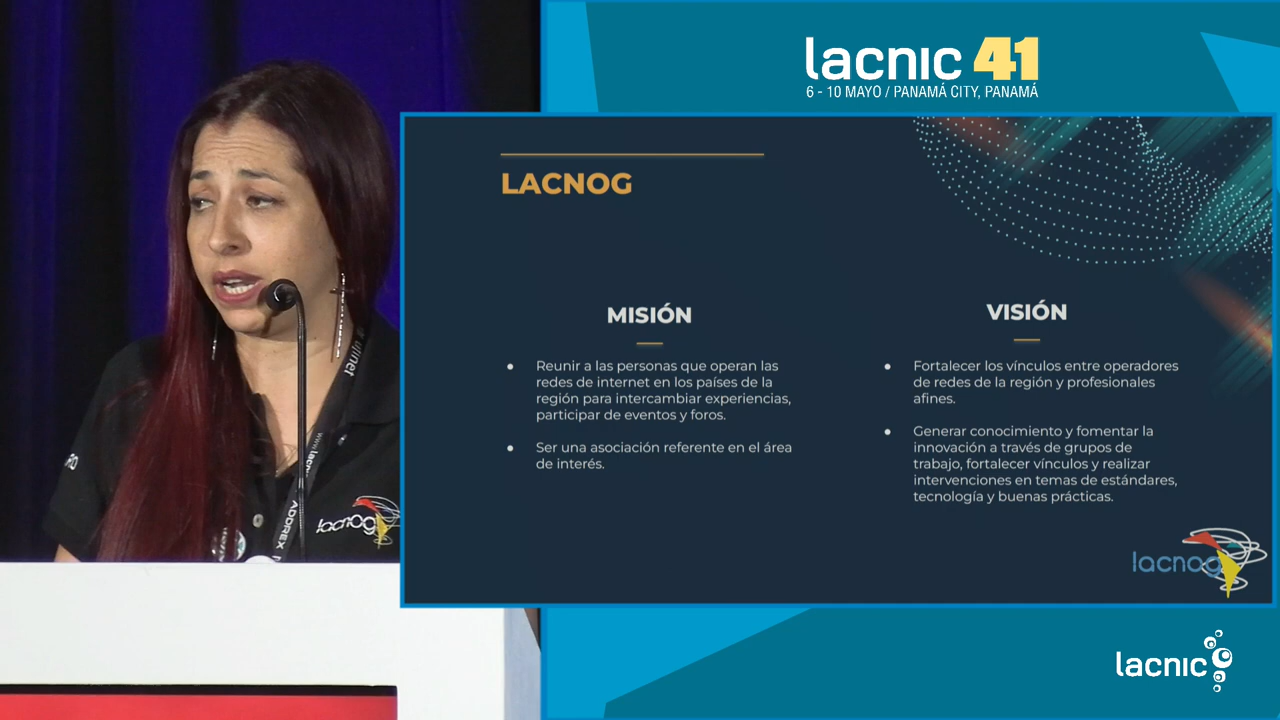 lacnic 41
6 - 10 MAYO / PANAMÁ CITY, PANAMÁ
LACNOG
MISIÓN
● Reunir a las personas que operan las
redes de internet en los países de la
región para intercambiar experiencias,
participar de eventos y foros.
● Ser una asociación referente en el área
de interés.
VISIÓN
● Fortalecer los vínculos entre operadores
de redes de la región y profesionales
afines.
● Generar conocimiento y fomentar la
innovación a través de grupos de
trabajo, fortalecer vínculos y realizar
intervenciones en temas de estándares,
tecnología y buenas prácticas.
lacnog
lacnic
lacnog
ADDREX